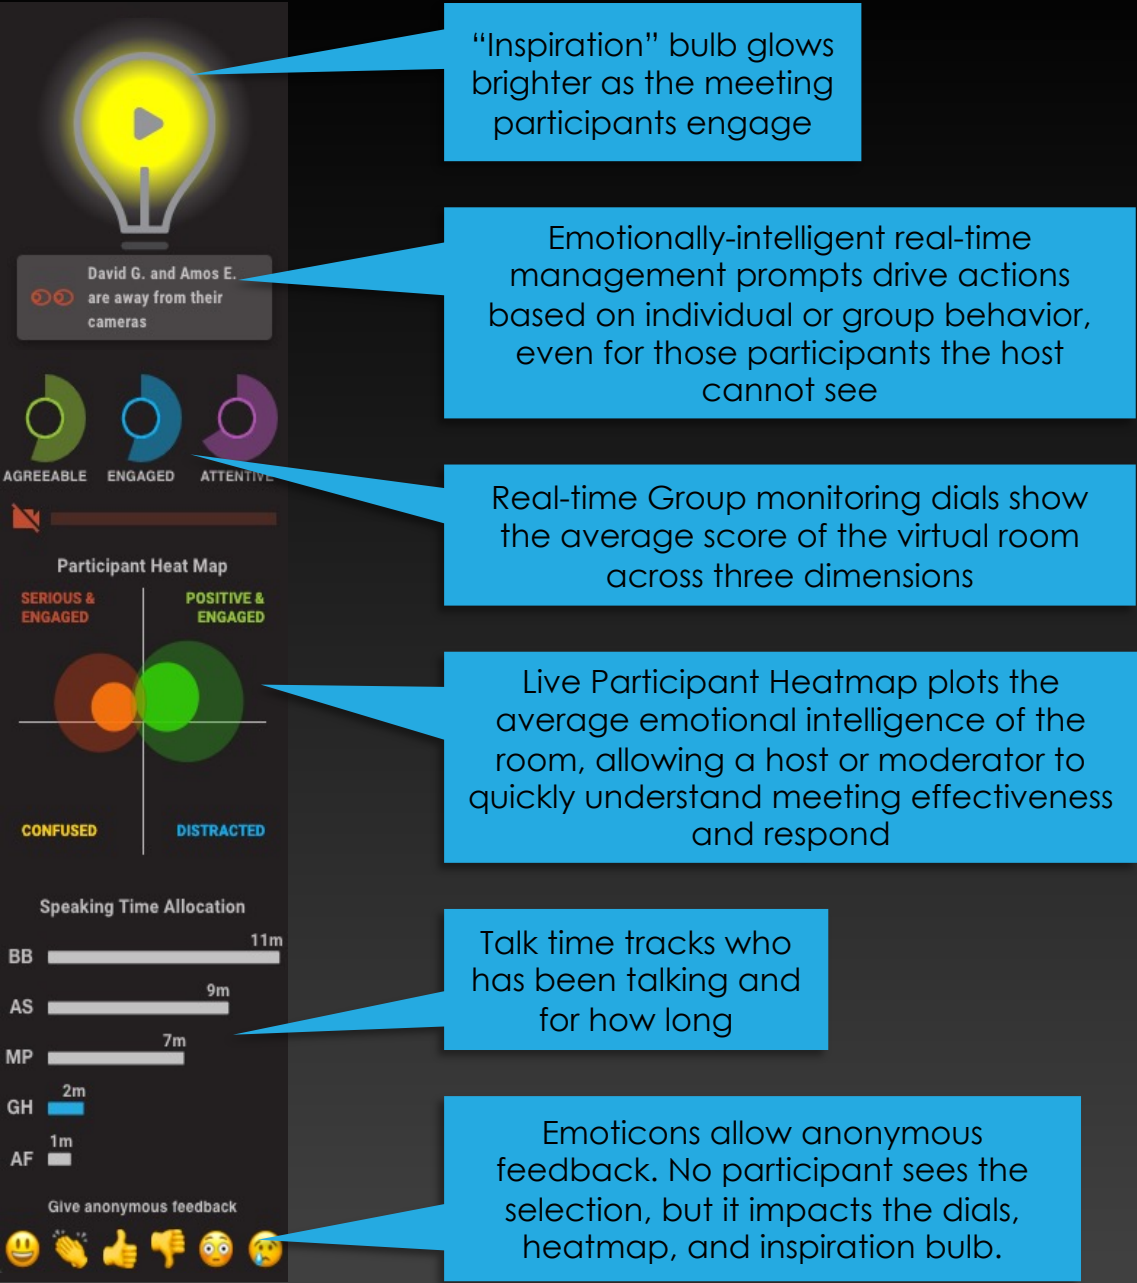 “Inspiration” bulb glows
brighter as the meeting
participants engage
David G. and Amos E.
are away from their
cameras
Emotionally-intelligent real-time
management prompts drive actions
based on individual or group behavior,
even for those participants the host
cannot see
AGREEABLE
ENGAGED
ATTENTIVE
Real-time Group monitoring dials show
the average score of the virtual room
across three dimensions
Participant Heat Map
SERIOUS &
ENGAGED
POSITIVE &
ENGAGED
CONFUSED
DISTRACTED
Live Participant Heatmap plots the
average emotional intelligence of the
room, allowing a host or moderator to
quickly understand meeting effectiveness
and respond
Speaking Time Allocation
BB 11m
AS 9m
MP 7m
GH 2m
AF 1m
Talk time tracks who
has been talking and
for how long
Give anonymous feedback
Emoticons allow anonymous
feedback. No participant sees the
selection, but it impacts the dials,
heatmap, and inspiration bulb.